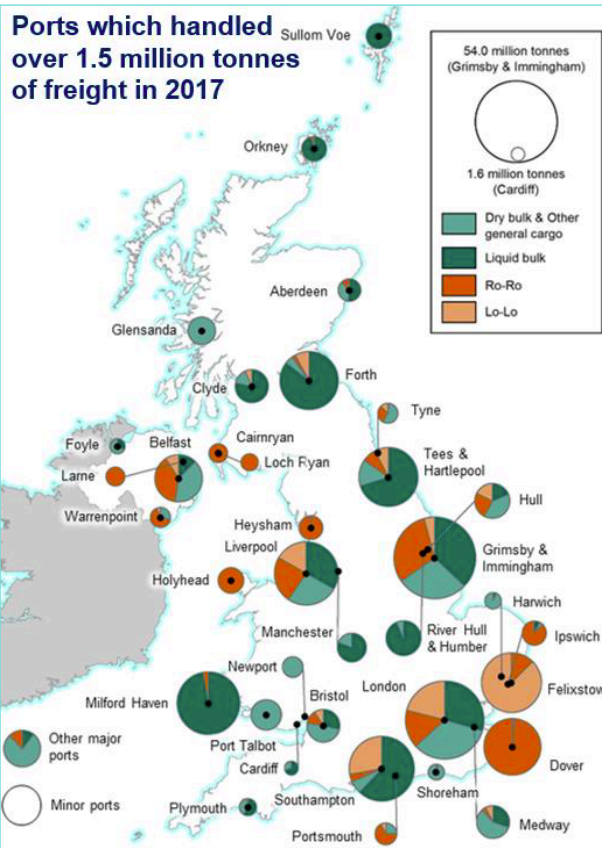 Ports which handled
over 1.5 million tonnes
of freight in 2017
Sullom Voe
54.0 million tonnes
(Grimsby & Immingham)
1.6 million tonnes
(Cardiff)
Dry bulk & Other
general cargo
Liquid bulk
Ro-Ro
Lo-Lo
Orkney
Aberdeen
Glensanda
Forth
Clyde
Tyne
Foyle
Belfast
Cairnryan
Loch Ryan
Larne
Tees &
Hartlepool
Warrenpoint
Hull
Heysham
Liverpool
Grimsby &
Immingham
Holyhead
Harwich
Manchester
River Hull
& Humber
Ipswich
Newport
London
Felixstow
Milford Haven
Bristol
Other major
ports
Port Talbot
Dover
Cardiff
Shoreham
Minor ports
Plymouth
Southampton
Medway
Portsmouth